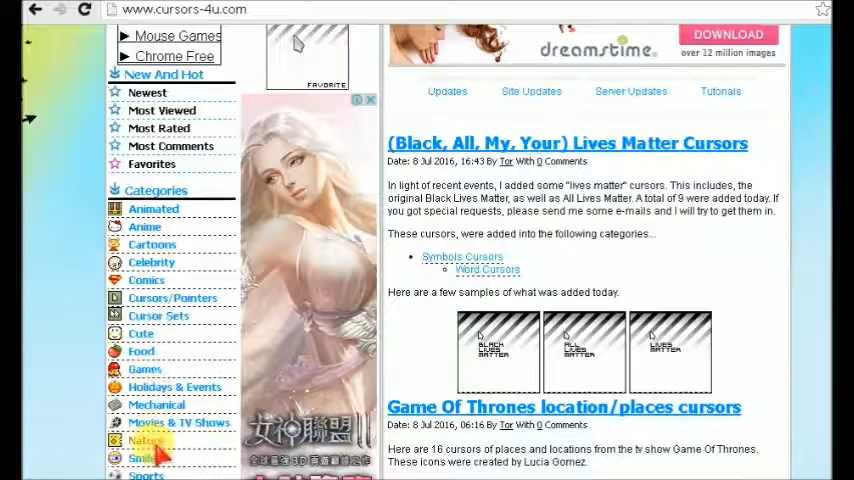 www.cursors-4u.com
▶ Mouse Games
▶ Chrome Free
New And Hot
Newest
Most Viewed
Most Rated
Most Comments
Favorites
Categories
Animated
Anime
Cartoons
Celebrity
Comics
Cursors/Pointers
Cursor Sets
Cute
Food
Games
Holidays & Events
Mechanical
Movies & TV Shows
Nature
Sports
FAVORITE
女神聯盟II
dreamstime
DOWNLOAD
over 12 million images
Updates Site Updates Server Updates Tutorials
(Black, All, My, Your) Lives Matter Cursors
Date: 8 Jul 2016, 16:43 By Tor With 0 Comments
In light of recent events, I added some "lives matter" cursors. This includes, the
original Black Lives Matter, as well as All Lives Matter. A total of 9 were added today. If
you got special requests, please send me some e-mails and I will try to get them in.
These cursors, were added into the following categories...
Symbols Cursors
Word Cursors
Here are a few samples of what was added today.
BLACK LIVES MATTER
ALL LIVES MATTER
LIVES MATTER
Game Of Thrones location/places cursors
Date: 8 Jul 2016, 06:16 By Tor With 0 Comments
Here are 16 cursors of places and locations from the tv show Game Of Thrones.
These icons were created by Lucia Gomez.